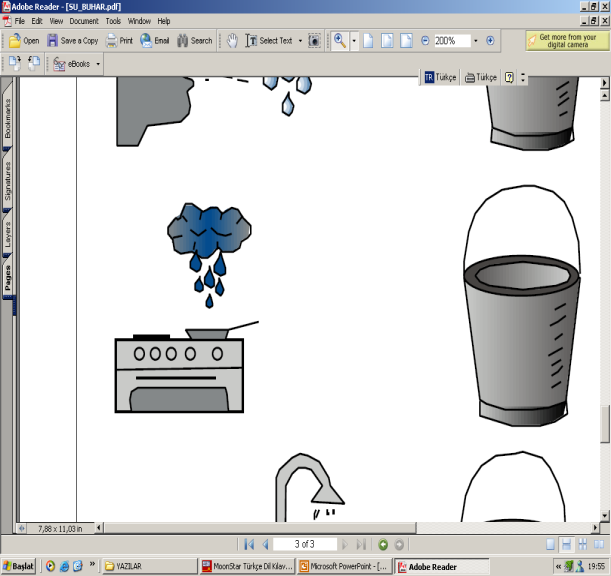 Adobe Reader - [SU_BUHAR.pdf]
File Edit View Document Tools Window Help
Open Save a Copy Print Email Search Select Text 200% Get more from your digital camera
eBooks
TR Türkçe Türkçe
Bookmarks
Signatures
Layers
Pages
7,88 x 11,03 in
3 of 3
Başlat » YAZILAR MoonStar Türkçe Dil Kılav... Microsoft PowerPoint - [... Adobe Reader « 19:55